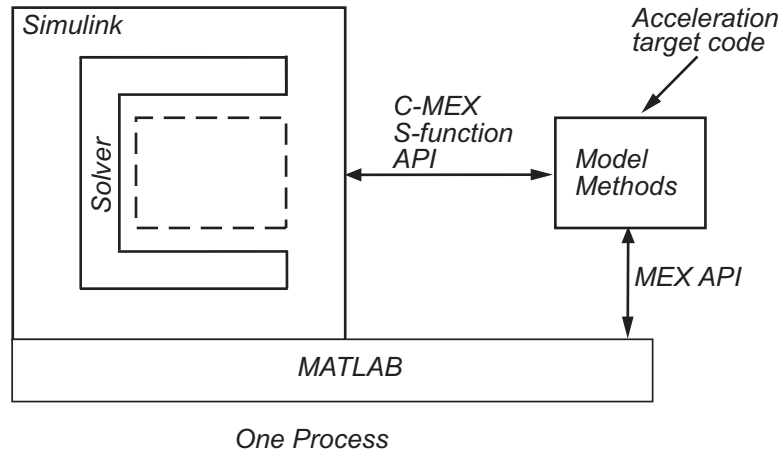 Simulink
Solver
Acceleration
target code
C-MEX
S-function
API
Model
Methods
MEX API
MATLAB
One Process